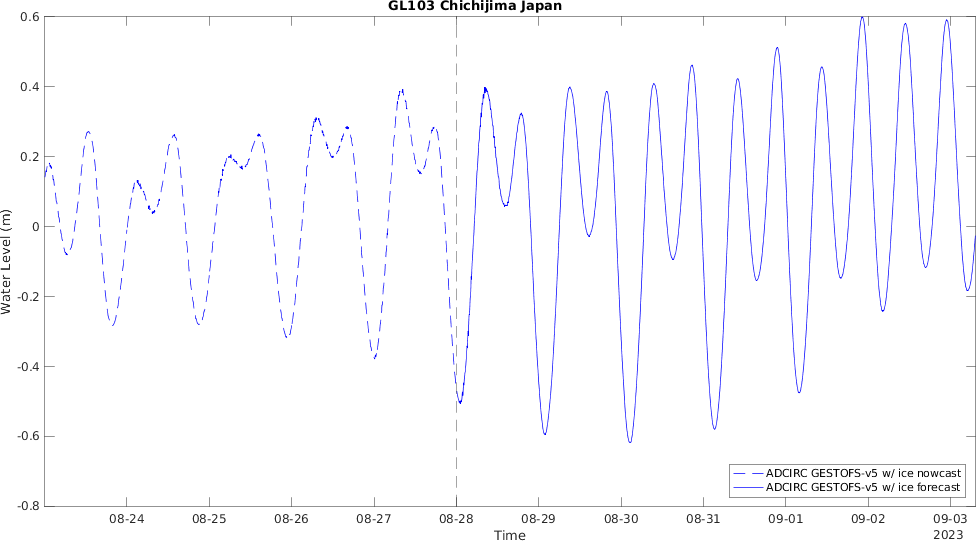 GL103 Chichijima Japan
0.6
0.4
0.2
0
-0.2
-0.4
-0.6
-0.8
Water Level (m)
ADCIRC GESTOFS-v5 w/ ice nowcast
ADCIRC GESTOFS-v5 w/ ice forecast
08-24 08-25 08-26 08-27 08-28 08-29 08-30 08-31 09-01 09-02 09-03
Time
2023